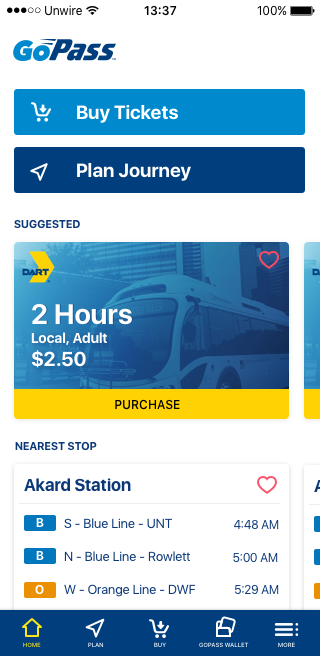 Unwire 13:37 100%
GoPass
Buy Tickets
Plan Journey
SUGGESTED
DART
2 Hours
Local, Adult
$2.50
PURCHASE
NEAREST STOP
Akard Station
B S - Blue Line - UNT 4:48 AM
B N - Blue Line - Rowlett 5:00 AM
O W - Orange Line - DWF 5:29 AM
HOME PLAN BUY GOPASS WALLET MORE